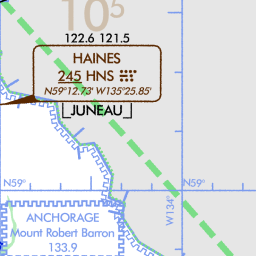 10⁵
122.6 121.5
HAINES
245 HNS
N59°12.73' W135°25.85'
JUNEAU
N59°
N59°
W134°
ANCHORAGE
Mount Robert Barron
133.9